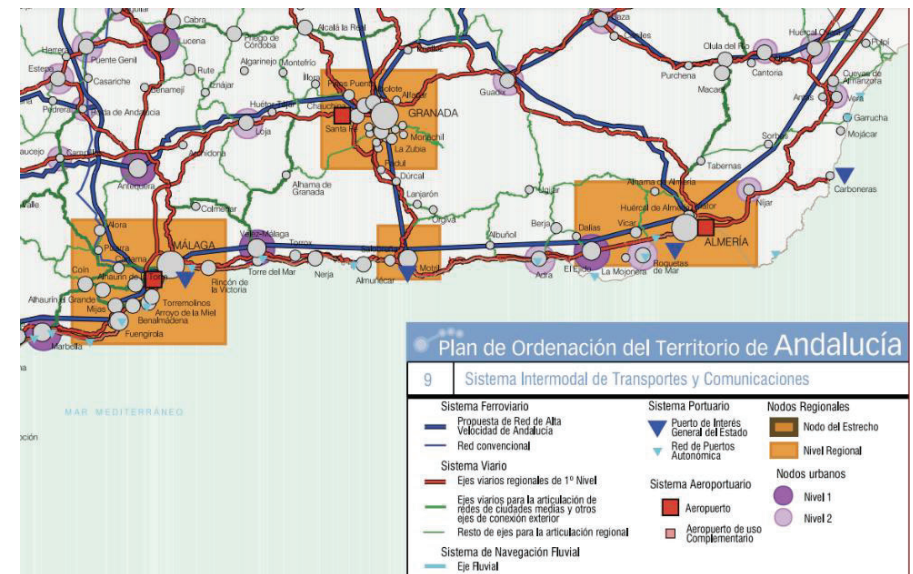 Cabra
Lucena
Priego de
Córdoba
Alcalá la Real
Baza
Caniles
Olula del Río
Huércal Overa
Pulpí
Herrera
Puente Genil
Estepa
Casariche
Rute
Algarinejo
Montefrío
Íllora
Pinos Puente
Albolote
Alfacar
Purchena
Macael
Cantoria
Cuevas de
Almanzora
Antas
Vera
Pedrera
Benamejí
Iznájar
Huétor Tájar
Chauchina
GRANADA
Guadix
Garrucha
Loja
Santa Fé
Monachil
Mojácar
Sorbas
Archidona
La Zubia
Padul
Tabernas
Antequera
Alhama de
Granada
Dúrcal
Carboneras
Lanjarón
Ugíjar
Alhama de Almería
Colmenar
Orgiva
Huércal de Almería
Níjar
Álora
Berja
Dalías
Vícar
Pizarra
MÁLAGA
Vélez-Málaga
Torrox
Albuñol
ALMERÍA
Cártama
Coín
Torre del Mar
Nerja
Almuñécar
Motril
Adra
El Ejido
La Mojonera
Roquetas
de Mar
Alhaurín de la Torre
Rincón de
la Victoria
Alhaurín el Grande
Torremolinos
Mijas
Arroyo de la Miel
Benalmádena
Fuengirola
Marbella
MAR MEDITERRÁNEO
Plan de Ordenación del Territorio de Andalucía
9 Sistema Intermodal de Transportes y Comunicaciones
Sistema Ferroviario
Propuesta de Red de Alta
Velocidad de Andalucía
Red convencional
Sistema Viario
Ejes viarios regionales de 1º Nivel
Ejes viarios para la articulación de
redes de ciudades medias y otros
ejes de conexión exterior
Resto de ejes para la articulación regional
Sistema de Navegación Fluvial
Eje Fluvial
Sistema Portuario
Puerto de Interés
General del Estado
Red de Puertos
Autonómica
Sistema Aeroportuario
Aeropuerto
Aeropuerto de uso
Complementario
Nodos Regionales
Nodo del Estrecho
Nivel Regional
Nodos urbanos
Nivel 1
Nivel 2